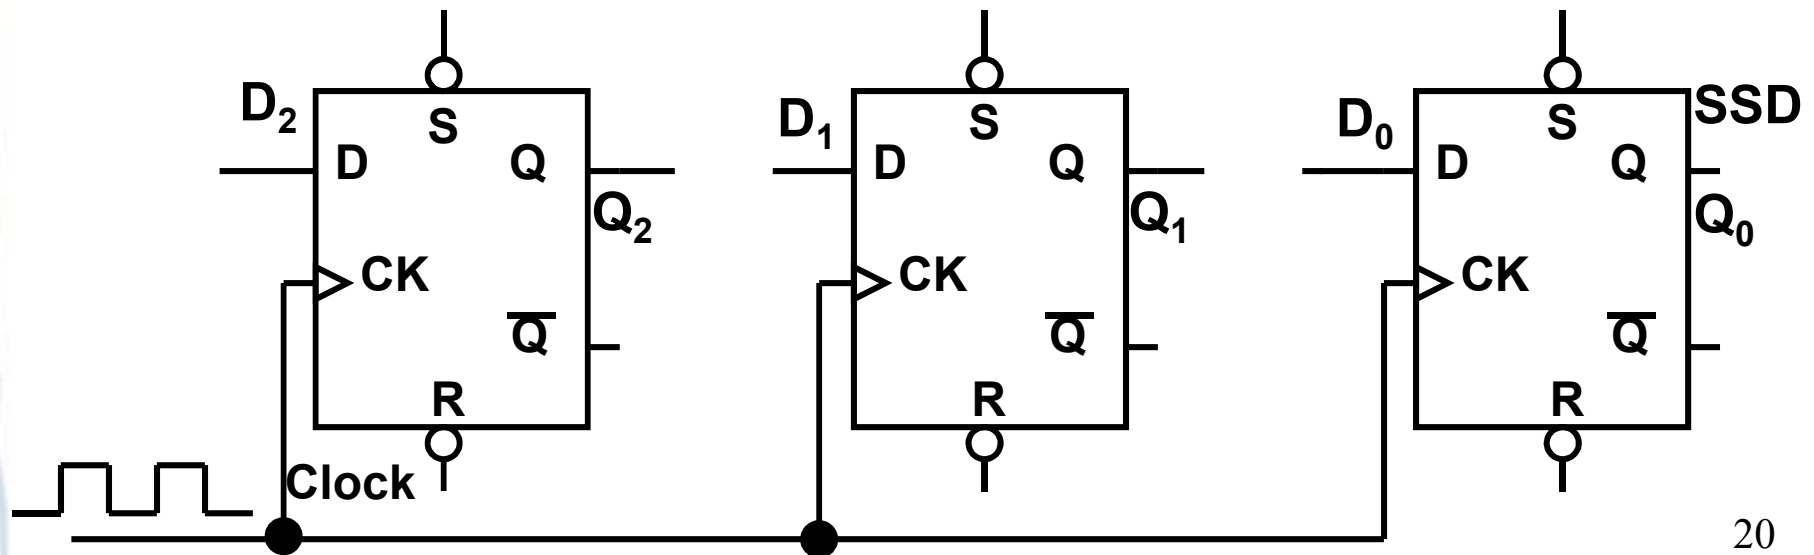 D₂ S D Q Q₂ CK Q̅ R
D₁ S D Q Q₁ CK Q̅ R
D₀ S SSD D Q Q₀ CK Q̅ R
Clock
20